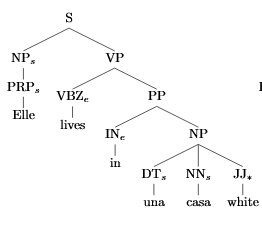 S
NPₛ VP
PRPₛ VBZₑ PP
Elle lives INₑ NP
in DTₛ NNₛ JJ*
una casa white